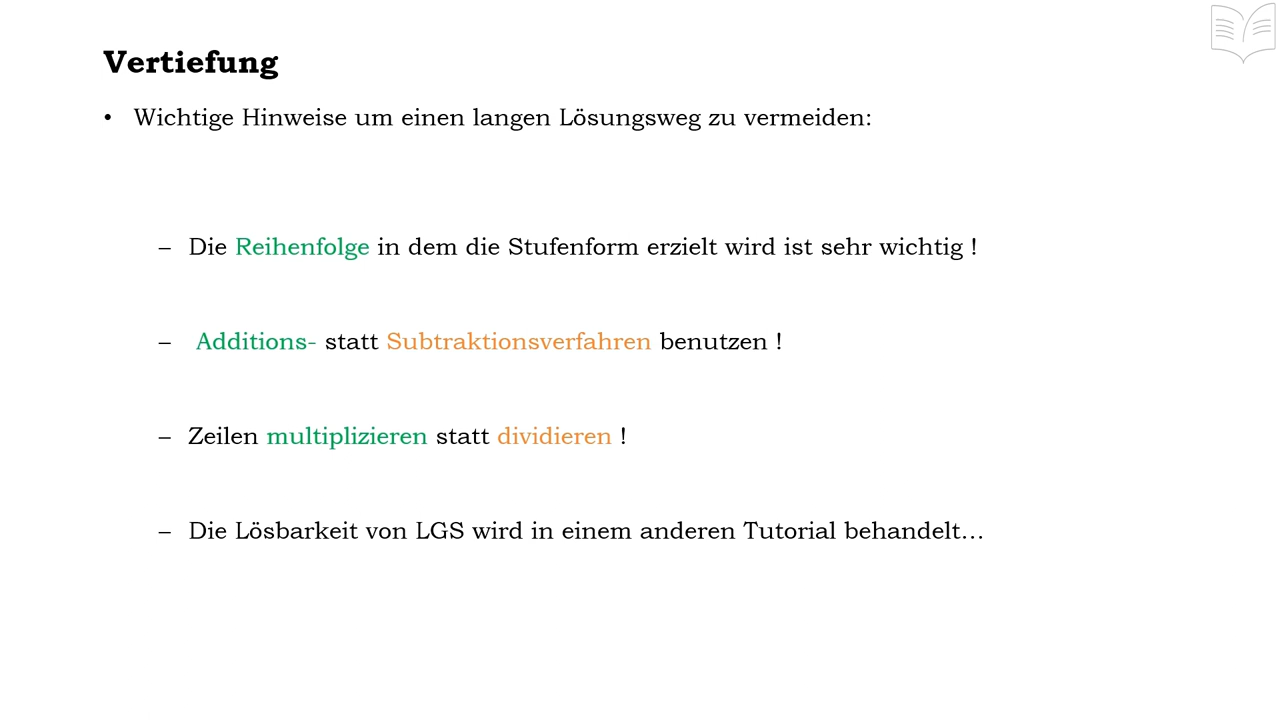 Vertiefung
• Wichtige Hinweise um einen langen Lösungsweg zu vermeiden:
– Die Reihenfolge in dem die Stufenform erzielt wird ist sehr wichtig !
– Additions- statt Subtraktionsverfahren benutzen !
– Zeilen multiplizieren statt dividieren !
– Die Lösbarkeit von LGS wird in einem anderen Tutorial behandelt…